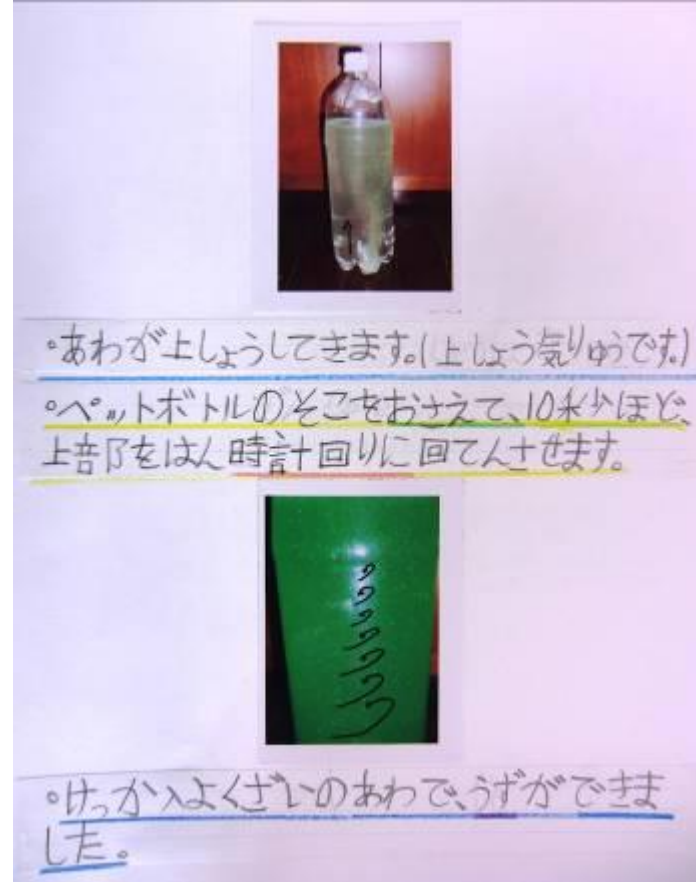 °あわが上しょうしてきます。(上しょう気りゅうです。)
°ペットボトルのそこをおさえて、10秒ほど、
上部をはん時計回りに回てんさせます。
°けっか入よくざいのあわで、うずができま
した。